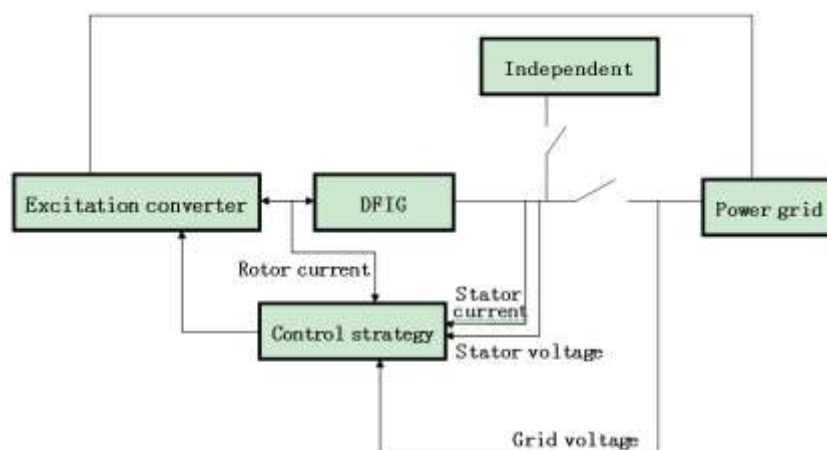 Independent
Excitation converter
DFIG
Power grid
Rotor current
Stator
current
Control strategy
Stator voltage
Grid voltage